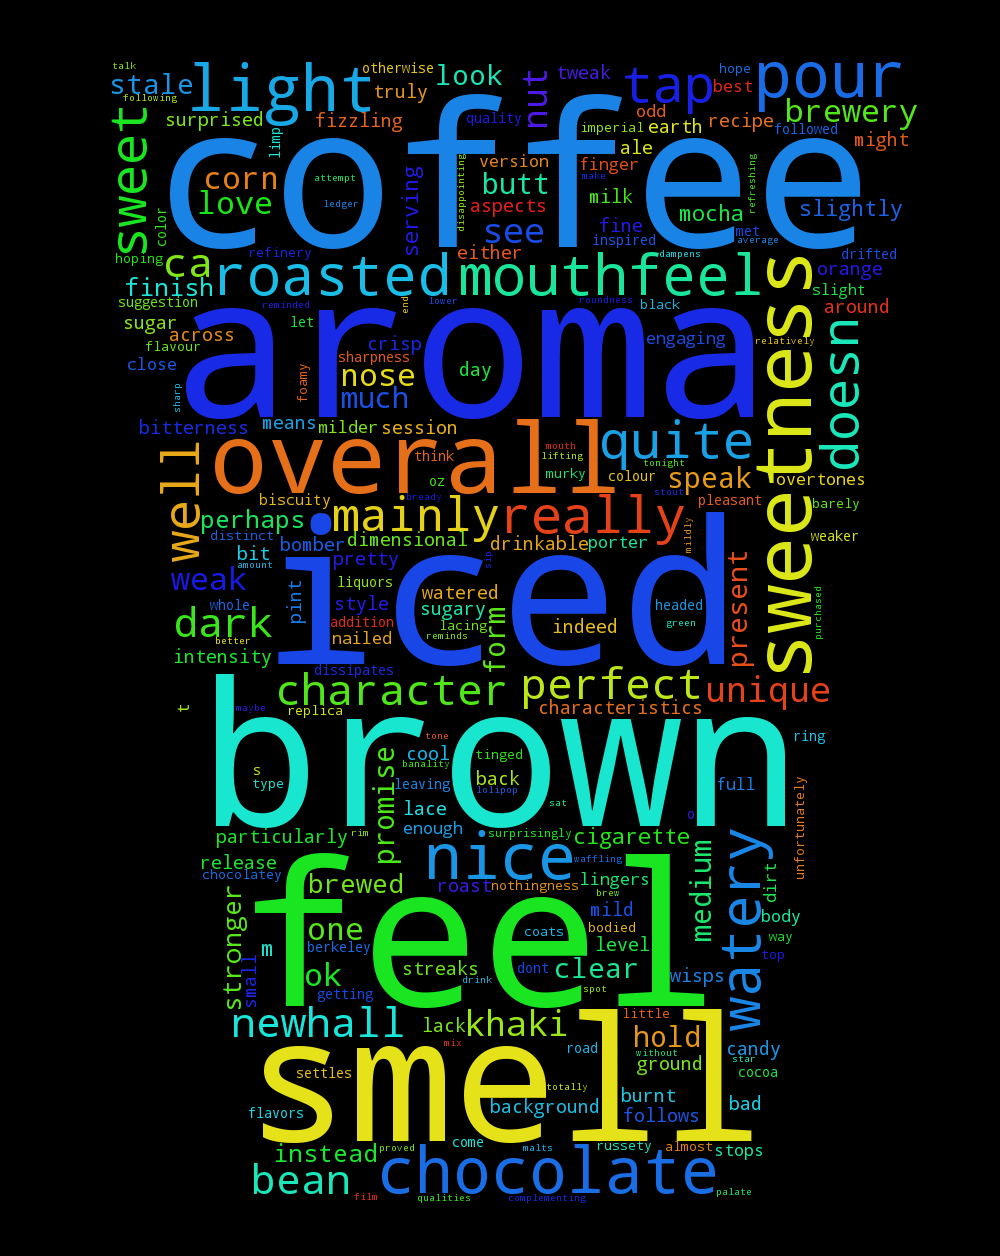 talk
stale
following
light
otherwise
look
truly
nut
tweak
tap
hope
best
pour
brewery
sweet
surprised
limp
fizzling
quality
odd
imperial
earth
recipe
followed
might
coffee
ale
corn
love
attempt
ledger
serving
disappointing
version
butt
aspects
finger
make
milk
mocha
refreshing
slightly
color
see
fine
inspired
met
average
hoping
ca
refinery
either
dampens
drifted
orange
finish
roasted
mouthfeel
slight
suggestion
reminded
end
lower
roundness
black
around
sugar
let
aroma
sweetness
across
flavour
crisp
engaging
relatively
doesn
close
foamy
sharpness
nose
day
sharp
much
bitterness
means
milder
session
overall
quite
well
think
mouth
lifting
tonight
oz
murky
colour
speak
overtones
biscuity
bready
stout
pleasant
barely
perhaps
mainly
really
distinct
bit
bomber
dimensional
drinkable
porter
mildly
weaker
amount
pretty
sip
iced
weak
liquors
watered
present
whole
pint
style
sugary
headed
purchased
dark
addition
lacing
form
indeed
green
better
nailed
reminds
intensity
dissipates
character
perfect
unique
t
maybe
replica
characteristics
brown
tone
ring
cool
banality
tinged
s
type
promise
leaving
back
lolipop
full
unfortunately
lace
sat
o
particularly
rim
enough
surprisingly
cigarette
release
nice
waffling
watery
chocolatey
brewed
roast
nothingness
lingers
medium
dirt
feel
brew
stronger
one
mild
bodied
body
m
berkeley
coats
level
way
small
ok
streaks
dont
clear
top
getting
drink
spot
wisps
newhall
lack
khaki
little
hold
mix
road
without
candy
smell
ground
star
settles
cocoa
totally
flavors
background
burnt
bad
follows
instead
proved
come
malts
russety
almost
stops
bean
chocolate
film
qualities
complementing
palate